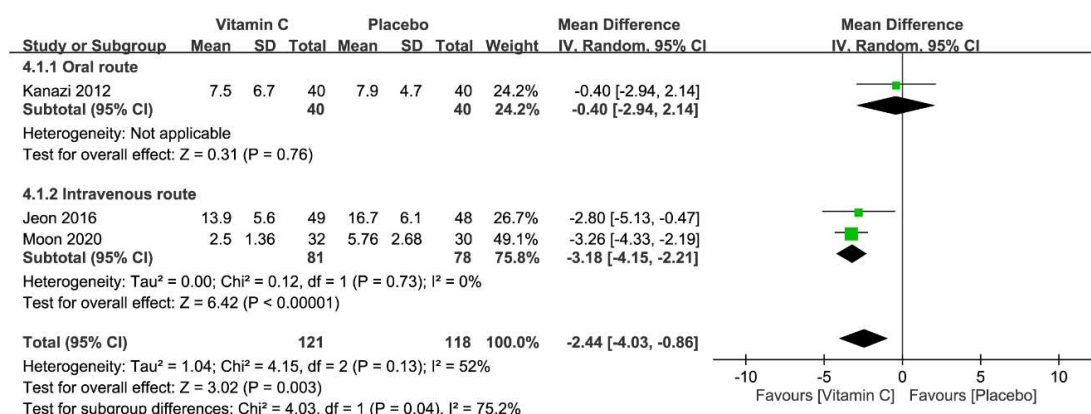 Vitamin C Placebo Mean Difference Mean Difference
Study or Subgroup Mean SD Total Mean SD Total Weight IV, Random, 95% CI IV, Random, 95% CI
4.1.1 Oral route
Kanazi 2012 7.5 6.7 40 7.9 4.7 40 24.2% -0.40 [-2.94, 2.14]
Subtotal (95% CI) 40 40 24.2% -0.40 [-2.94, 2.14]
Heterogeneity: Not applicable
Test for overall effect: Z = 0.31 (P = 0.76)
4.1.2 Intravenous route
Jeon 2016 13.9 5.6 49 16.7 6.1 48 26.7% -2.80 [-5.13, -0.47]
Moon 2020 2.5 1.36 32 5.76 2.68 30 49.1% -3.26 [-4.33, -2.19]
Subtotal (95% CI) 81 78 75.8% -3.18 [-4.15, -2.21]
Heterogeneity: Tau² = 0.00; Chi² = 0.12, df = 1 (P = 0.73); I² = 0%
Test for overall effect: Z = 6.42 (P < 0.00001)
Total (95% CI) 121 118 100.0% -2.44 [-4.03, -0.86]
Heterogeneity: Tau² = 1.04; Chi² = 4.15, df = 2 (P = 0.13); I² = 52%
Test for overall effect: Z = 3.02 (P = 0.003)
Test for subgroup differences: Chi² = 4.03, df = 1 (P = 0.04), I² = 75.2%
-10 -5 0 5 10
Favours [Vitamin C] Favours [Placebo]